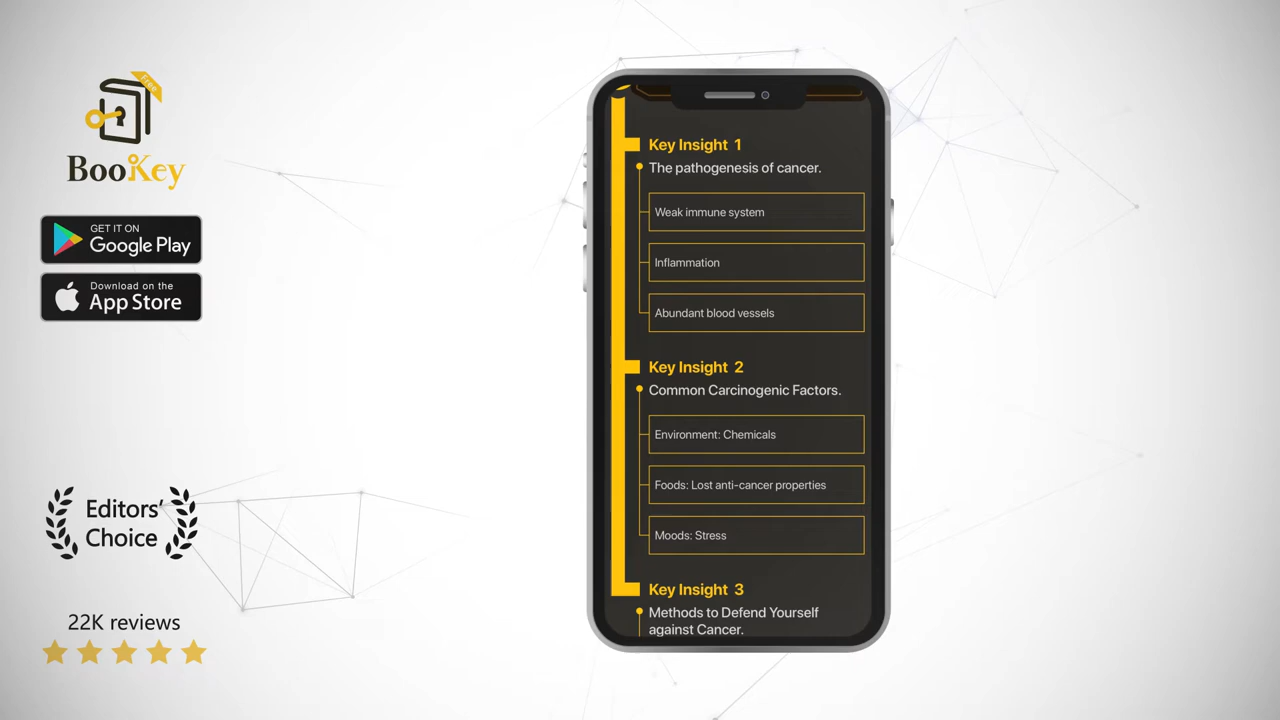 Free
BooKey
GET IT ON
Google Play
Download on the
App Store
Editors'
Choice
22K reviews
Key Insight 1
The pathogenesis of cancer.
Weak immune system
Inflammation
Abundant blood vessels
Key Insight 2
Common Carcinogenic Factors.
Environment: Chemicals
Foods: Lost anti-cancer properties
Moods: Stress
Key Insight 3
Methods to Defend Yourself
against Cancer.